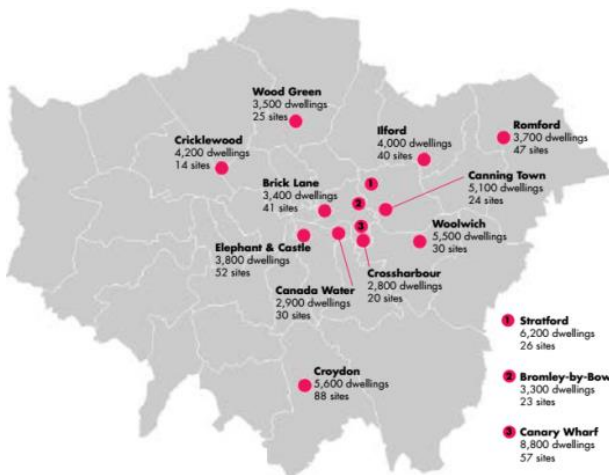 Wood Green
3,500 dwellings
25 sites
Cricklewood
4,200 dwellings
14 sites
Ilford
4,000 dwellings
40 sites
Romford
3,700 dwellings
47 sites
Brick Lane
3,400 dwellings
41 sites
1
2
3
Canning Town
5,100 dwellings
24 sites
Elephant & Castle
3,800 dwellings
52 sites
Canada Water
2,900 dwellings
30 sites
Crossharbour
2,800 dwellings
20 sites
Woolwich
5,500 dwellings
30 sites
Croydon
5,600 dwellings
88 sites
1 Stratford
6,200 dwellings
26 sites
2 Bromley-by-Bow
3,300 dwellings
23 sites
3 Canary Wharf
8,800 dwellings
57 sites